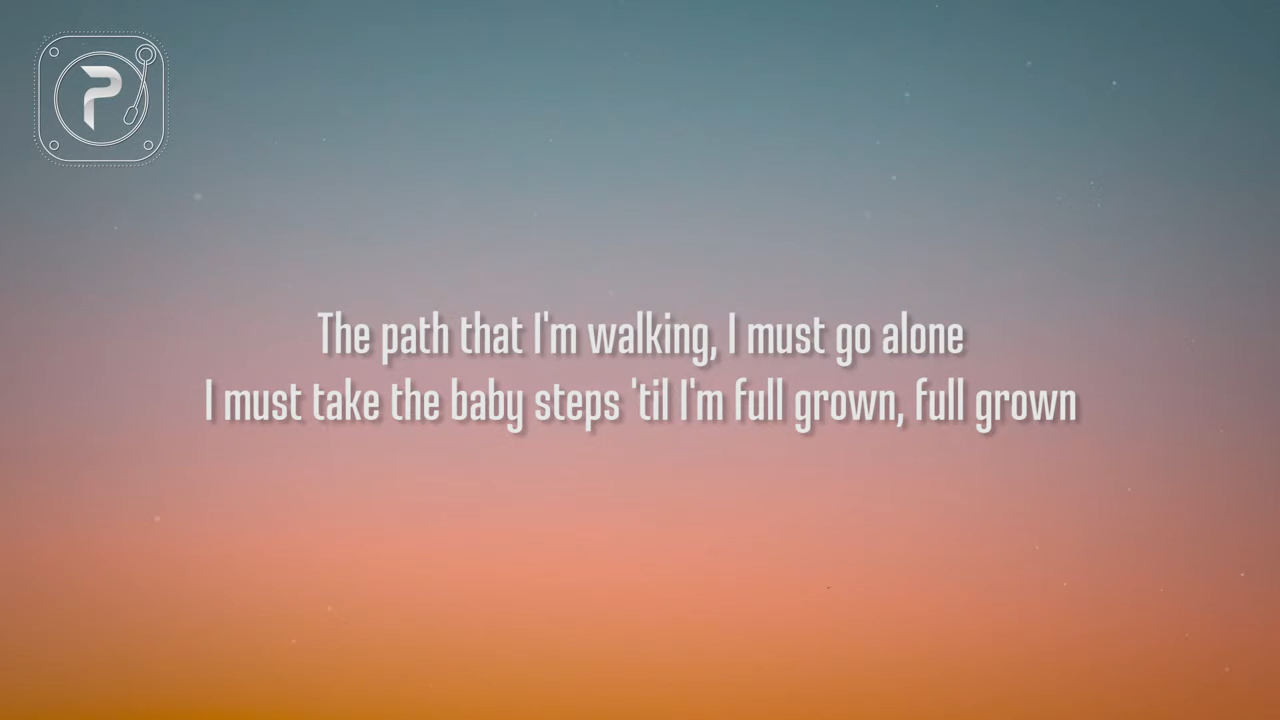 P
The path that I'm walking, I must go alone
I must take the baby steps 'til I'm full grown, full grown